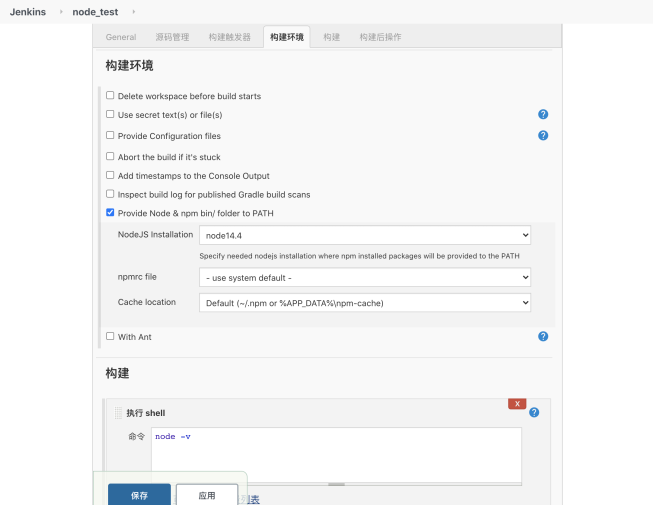 Jenkins › node_test ›
General 源码管理 构建触发器 构建环境 构建 构建后操作
构建环境
Delete workspace before build starts
Use secret text(s) or file(s)
Provide Configuration files
Abort the build if it's stuck
Add timestamps to the Console Output
Inspect build log for published Gradle build scans
Provide Node & npm bin/ folder to PATH
NodeJS Installation node14.4
Specify needed nodejs installation where npm installed packages will be provided to the PATH
npmrc file - use system default -
Cache location Default (~/.npm or %APP_DATA%\npm-cache)
With Ant
构建
X
执行 shell
命令 node -v
保存 应用 列表